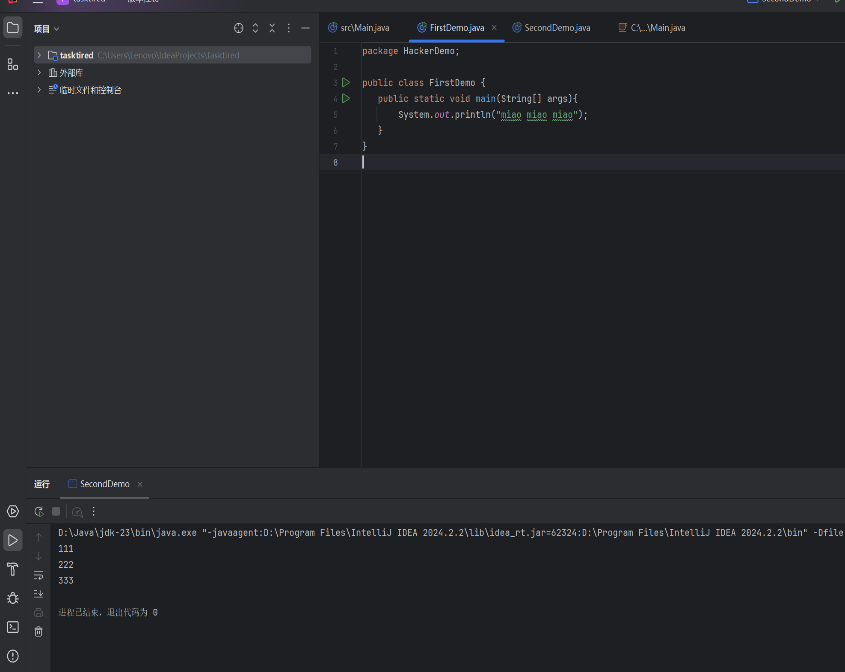 项目
src\Main.java
FirstDemo.java
SecondDemo.java
C:\...\Main.java
tasktired C:\Users\Lenovo\IdeaProjects\tasktired
外部库
临时文件和控制台
1 package HackerDemo;
2
3 public class FirstDemo {
4 public static void main(String[] args){
5 System.out.println("miao miao miao");
6 }
7 }
8
运行
SecondDemo
D:\Java\jdk-23\bin\java.exe "-javaagent:D:\Program Files\IntelliJ IDEA 2024.2.2\lib\idea_rt.jar=62324:D:\Program Files\IntelliJ IDEA 2024.2.2\bin" -Dfile
111
222
333
进程已结束，退出代码为 0